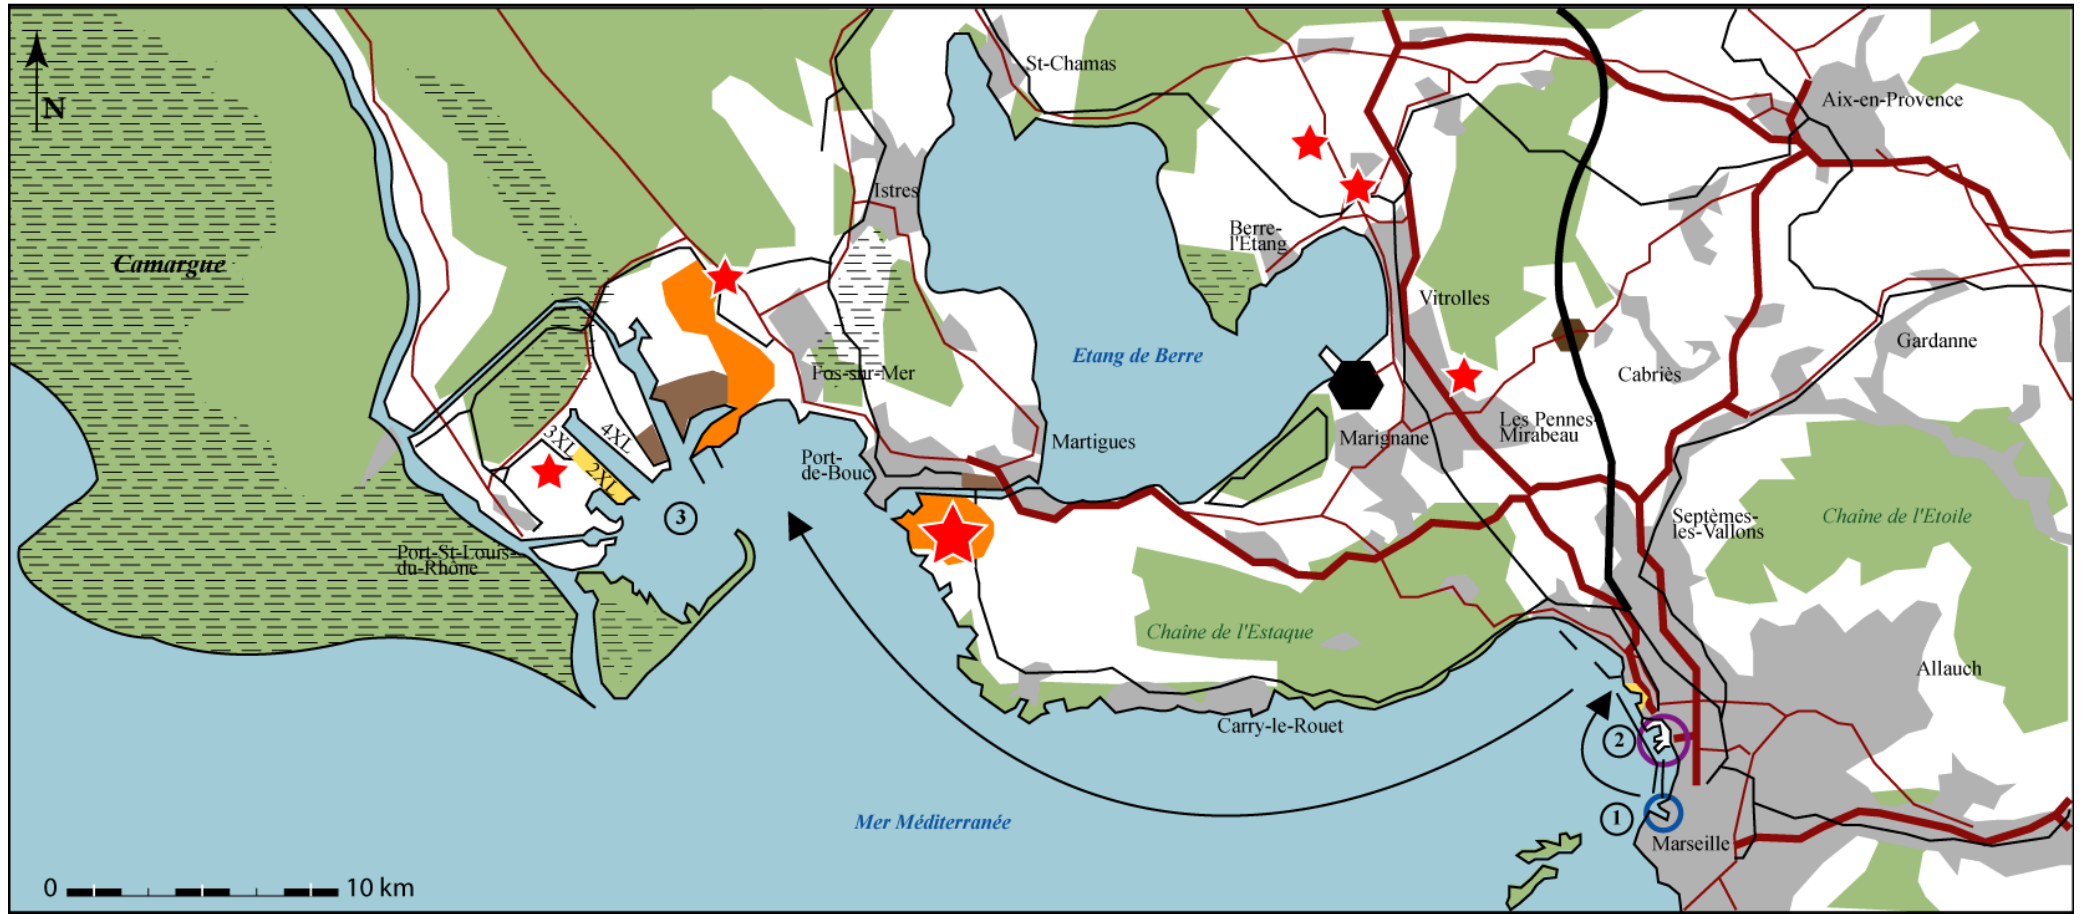 N
St-Chamas
Aix-en-Provence
Istres
Berre-
l'Etang
Camargue
Vitrolles
Etang de Berre
Gardanne
Fos-sur-Mer
Cabriès
3XL
4XL
2XL
Martigues
Marignane
Les Pennes-
Mirabeau
Port-
de-Bouc
3
Septèmes-
les-Vallons
Chaîne de l'Etoile
Port-St-Louis-
du-Rhône
Chaîne de l'Estaque
Allauch
Carry-le-Rouet
2
Mer Méditerranée
1
Marseille
0
10 km